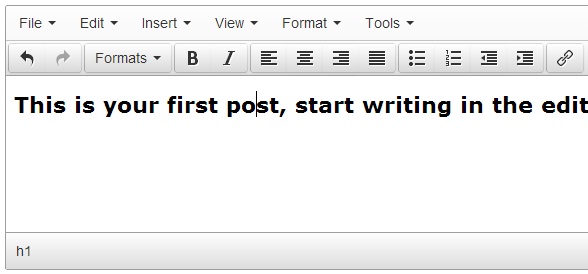 File Edit Insert View Format Tools
Formats B I
This is your first post, start writing in the edit
h1